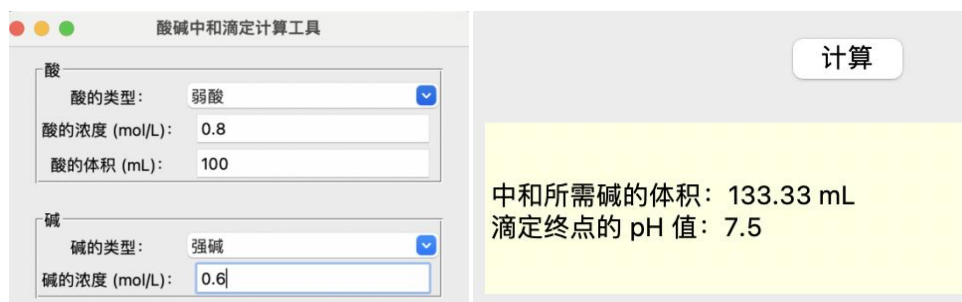 酸碱中和滴定计算工具
酸
酸的类型： 弱酸
酸的浓度 (mol/L)： 0.8
酸的体积 (mL)： 100
碱
碱的类型： 强碱
碱的浓度 (mol/L)： 0.6
计算
中和所需碱的体积：133.33 mL
滴定终点的 pH 值：7.5